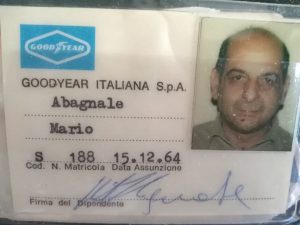 GOODYEAR
GOODYEAR ITALIANA S.p.A.
Abagnale
Mario
S 188 15.12.64
Cod. N. Matricola Data Assunzione
Firma del Dipendente